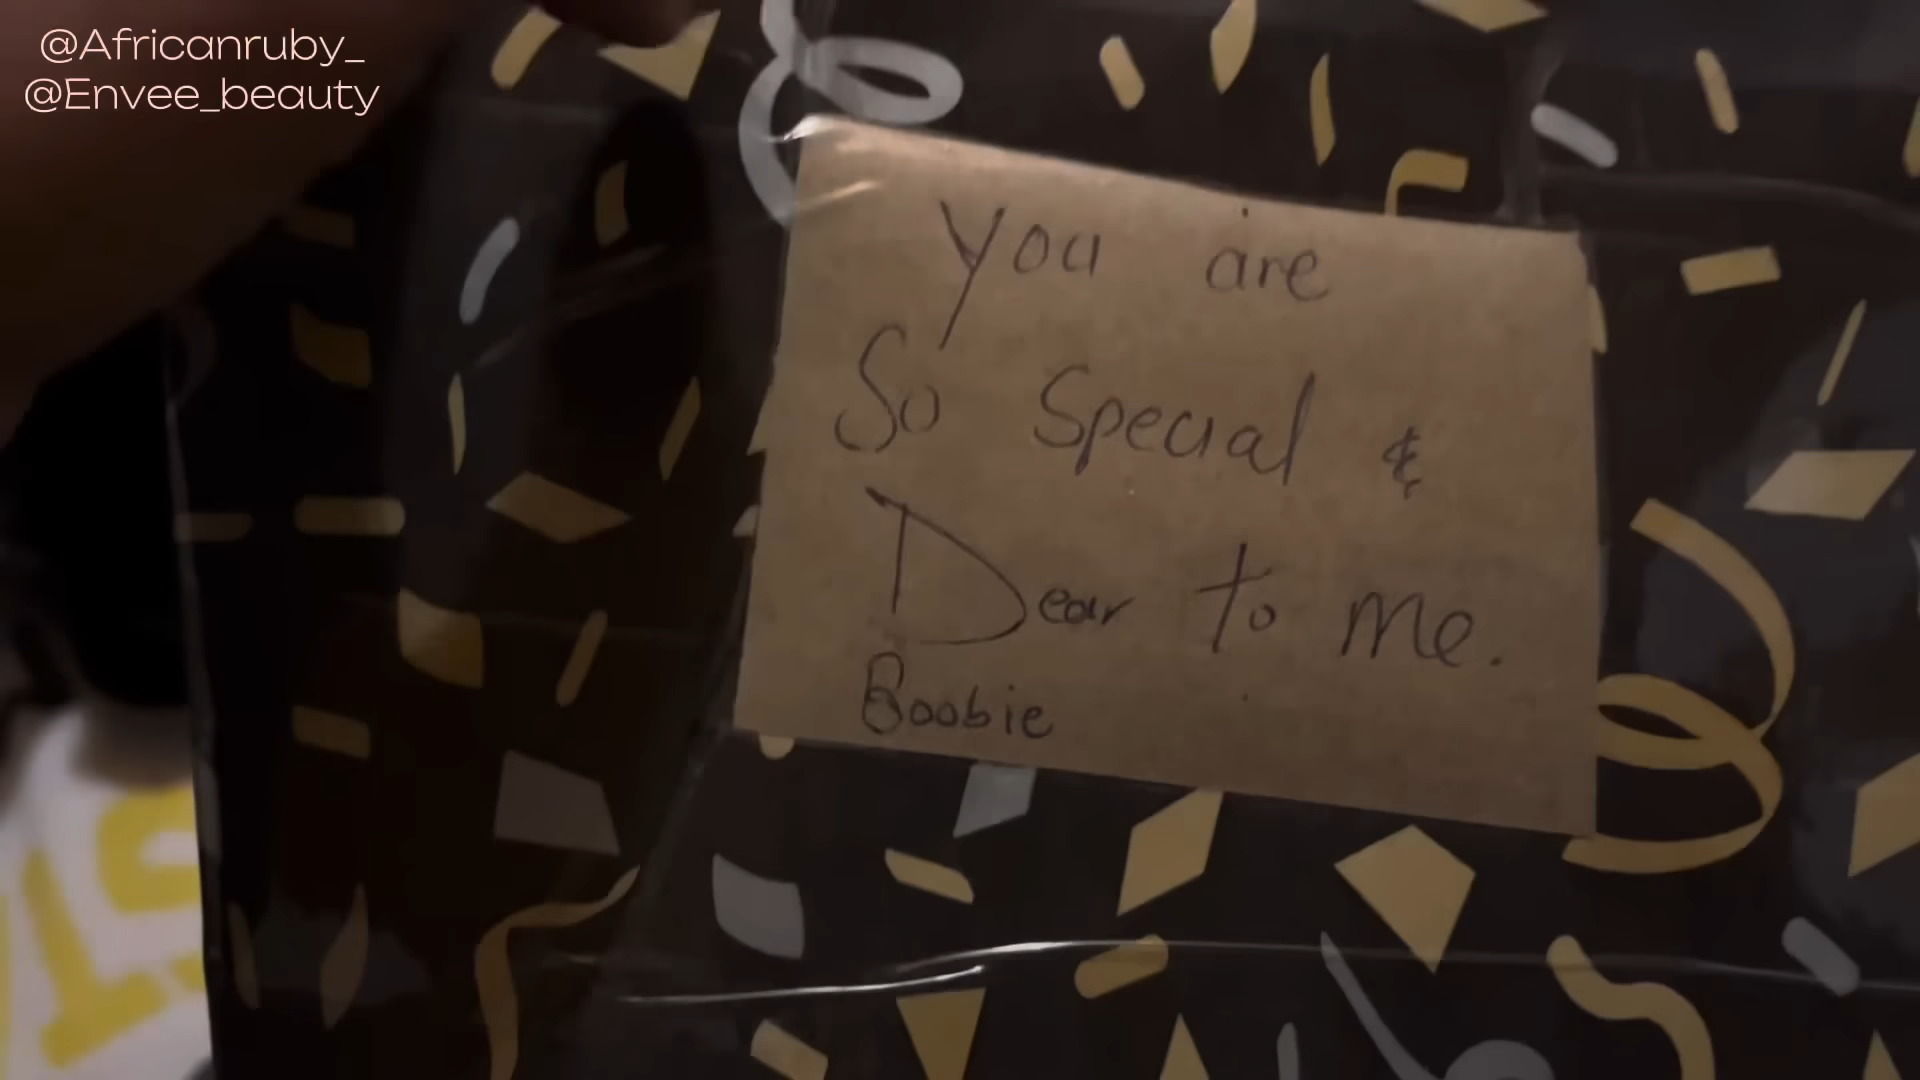 @Africanruby_
@Envee_beauty
You are
So Special &
Dear to me.
Boobie